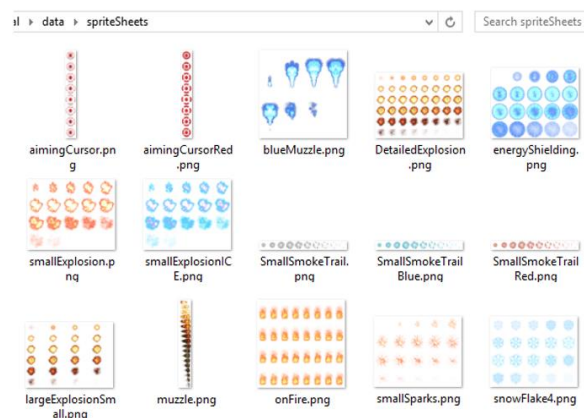 al › data › spriteSheets
Search spriteSheets
aimingCursor.pn
g
aimingCursorRed
.png
blueMuzzle.png
DetailedExplosion
.png
energyShielding.
png
smallExplosion.p
ng
smallExplosionIC
E.png
SmallSmokeTrail.
png
SmallSmokeTrail
Blue.png
SmallSmokeTrail
Red.png
largeExplosionSm
all.png
muzzle.png
onFire.png
smallSparks.png
snowFlake4.png